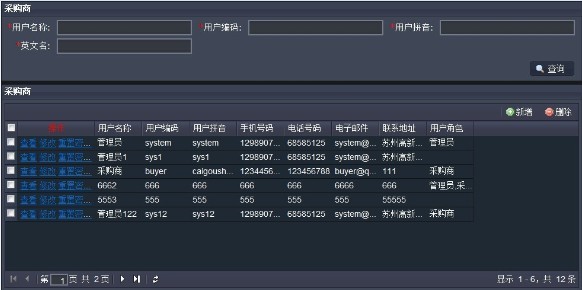 采购商
*用户名称: *用户编码: *用户拼音:
*英文名:
查询
采购商
新增 删除
操作 用户名称 用户编码 用户拼音 手机号码 电话号码 电子邮件 联系地址 用户角色
查看 修改 重置密... 管理员 system system 1298907... 68585125 system@... 苏州高新... 管理员
查看 修改 重置密... 管理员1 sys1 sys1 1298907... 68585125 system@... 苏州高新...
查看 修改 重置密... 采购商 buyer caigoush... 1234456... 123456788 buyer@q... 111 采购商
查看 修改 重置密... 6662 666 666 666 666 666 666 管理员,采...
查看 修改 重置密... 5553 555 555 555 555 555 55555
查看 修改 重置密... 管理员122 sys12 sys12 1298907... 68585125 system@... 苏州高新... 采购商
第 1 页 共 2 页 显示 1 - 6，共 12 条